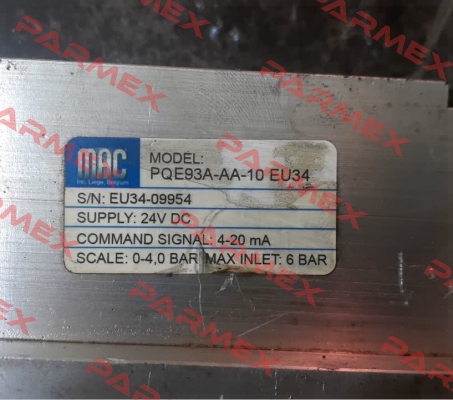 MAC
Inc. Liege, Belgium
MODEL:
PQE93A-AA-10 EU34
S/N: EU34-09954
SUPPLY: 24V DC
COMMAND SIGNAL: 4-20 mA
SCALE: 0-4,0 BAR MAX INLET: 6 BAR
PARMEX
PARMEX
PARMEX
PARMEX
PARMEX
PARMEX
PARMEX
PARMEX